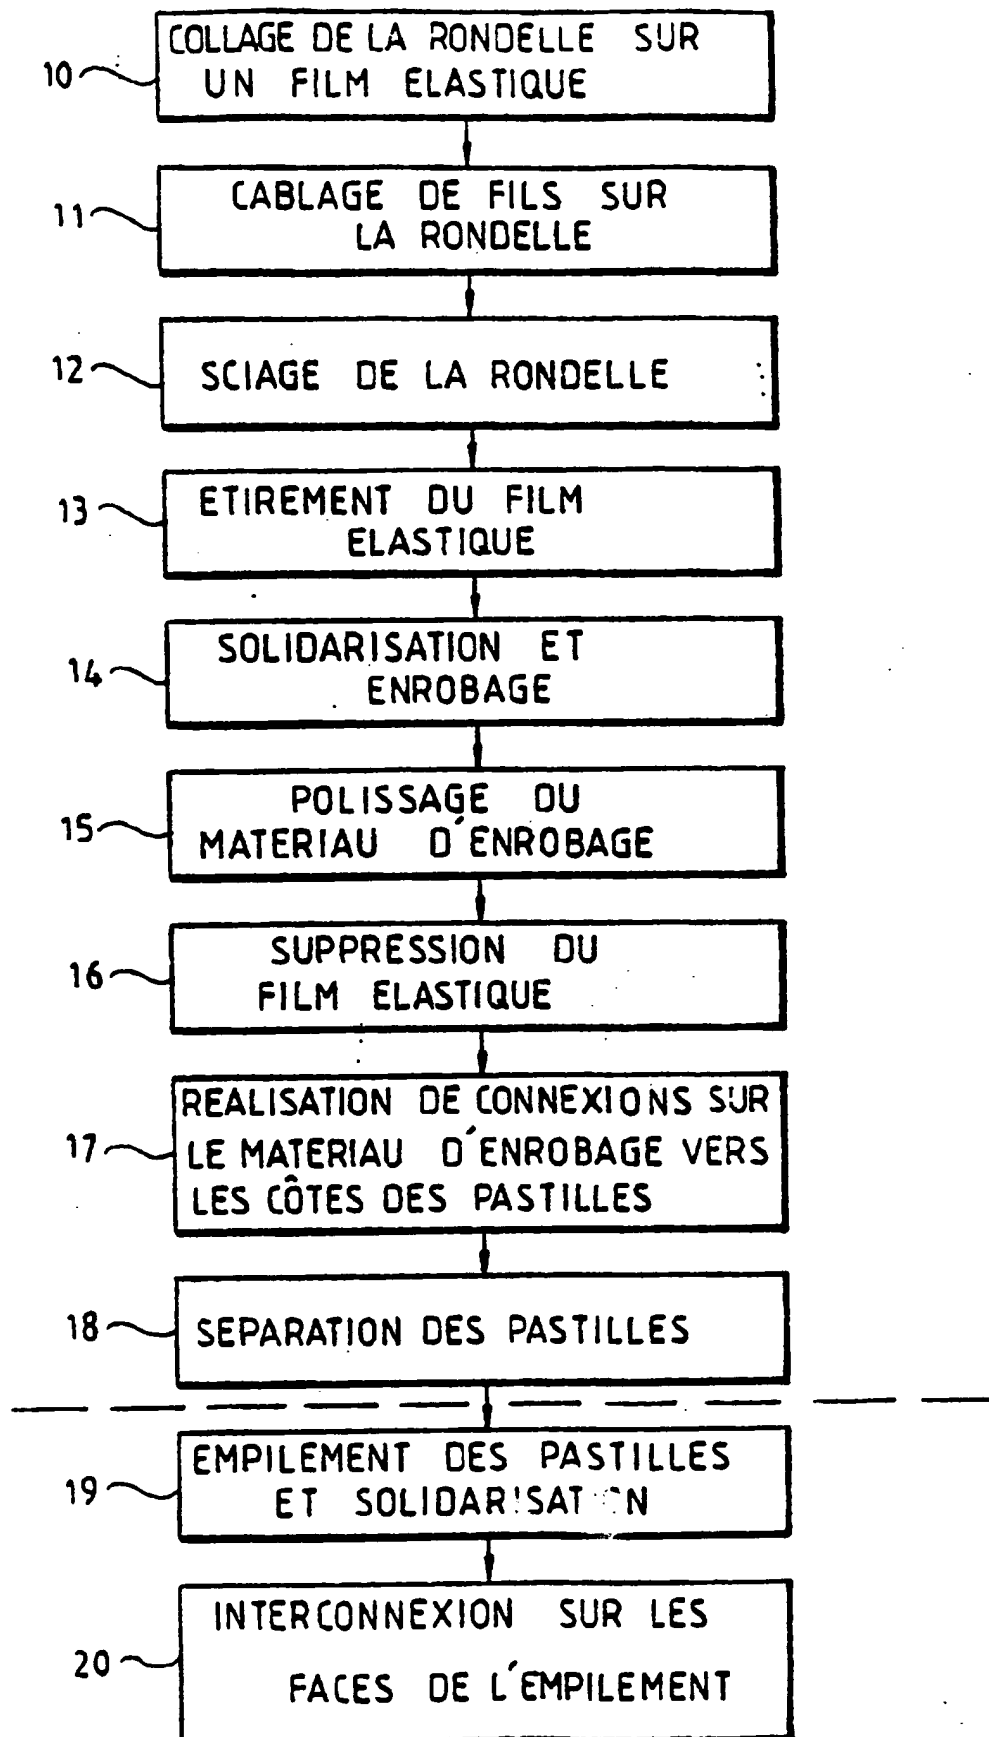 10
COLLAGE DE LA RONDELLE SUR
UN FILM ELASTIQUE
11
CABLAGE DE FILS SUR
LA RONDELLE
12
SCIAGE DE LA RONDELLE
13
ETIREMENT DU FILM
ELASTIQUE
14
SOLIDARISATION ET
ENROBAGE
15
POLISSAGE DU
MATERIAU D'ENROBAGE
16
SUPPRESSION DU
FILM ELASTIQUE
17
REALISATION DE CONNEXIONS SUR
LE MATERIAU D'ENROBAGE VERS
LES CÔTES DES PASTILLES
18
SEPARATION DES PASTILLES
19
EMPILEMENT DES PASTILLES
ET SOLIDARISATION
20
INTERCONNEXION SUR LES
FACES DE L'EMPILEMENT